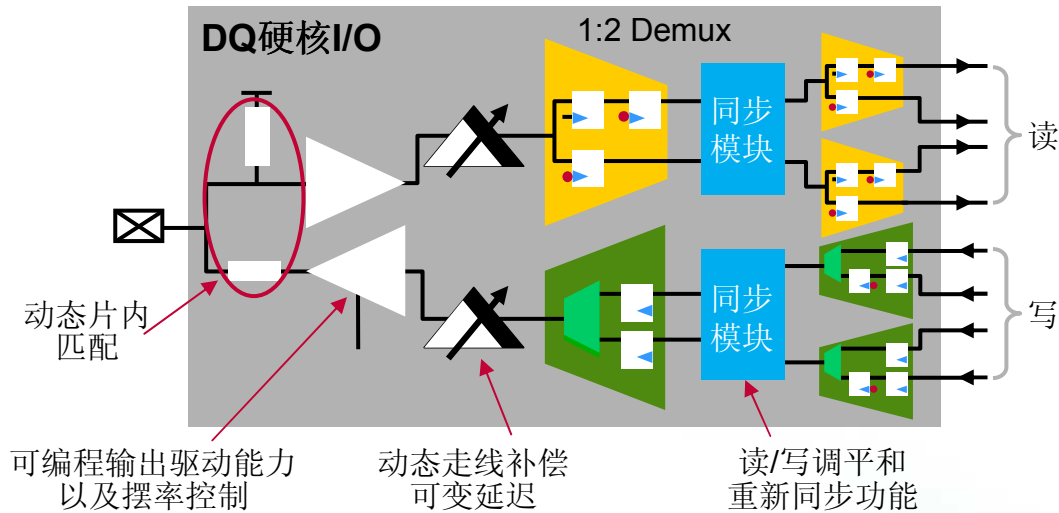 DQ硬核I/O
1:2 Demux
同步
模块
读
同步
模块
写
动态片内
匹配
可编程输出驱动能力
以及摆率控制
动态走线补偿
可变延迟
读/写调平和
重新同步功能